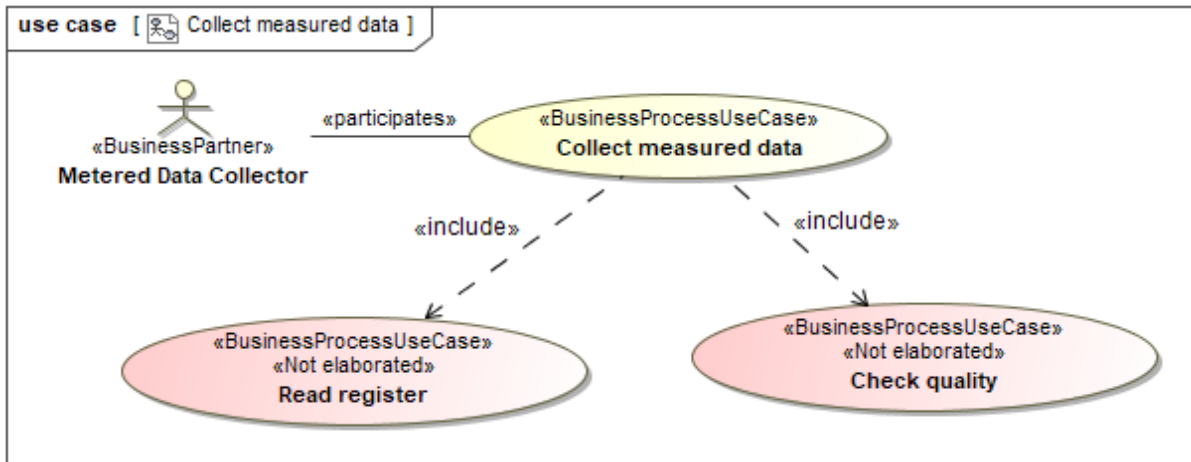 use case [ Collect measured data ]
«BusinessPartner»
Metered Data Collector
«participates»
«BusinessProcessUseCase»
Collect measured data
«include»
«include»
«BusinessProcessUseCase»
«Not elaborated»
Read register
«BusinessProcessUseCase»
«Not elaborated»
Check quality